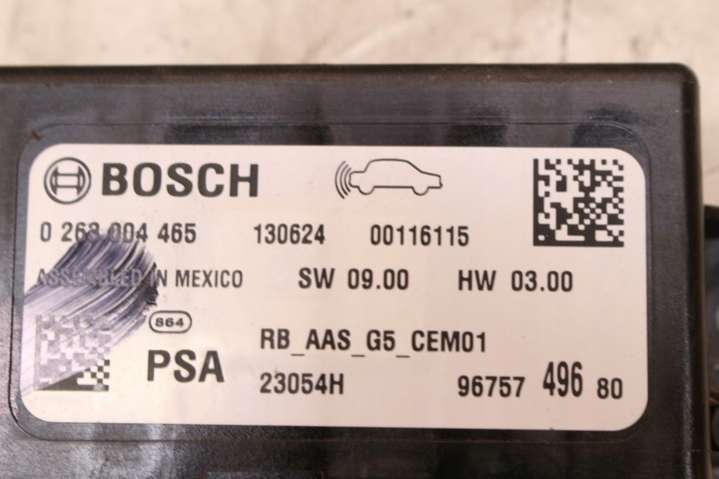 BOSCH
0 263 004 465 130624 00116115
ASSEMBLED IN MEXICO SW 09.00 HW 03.00
864
RB_AAS_G5_CEM01
PSA 23054H 96757 496 80